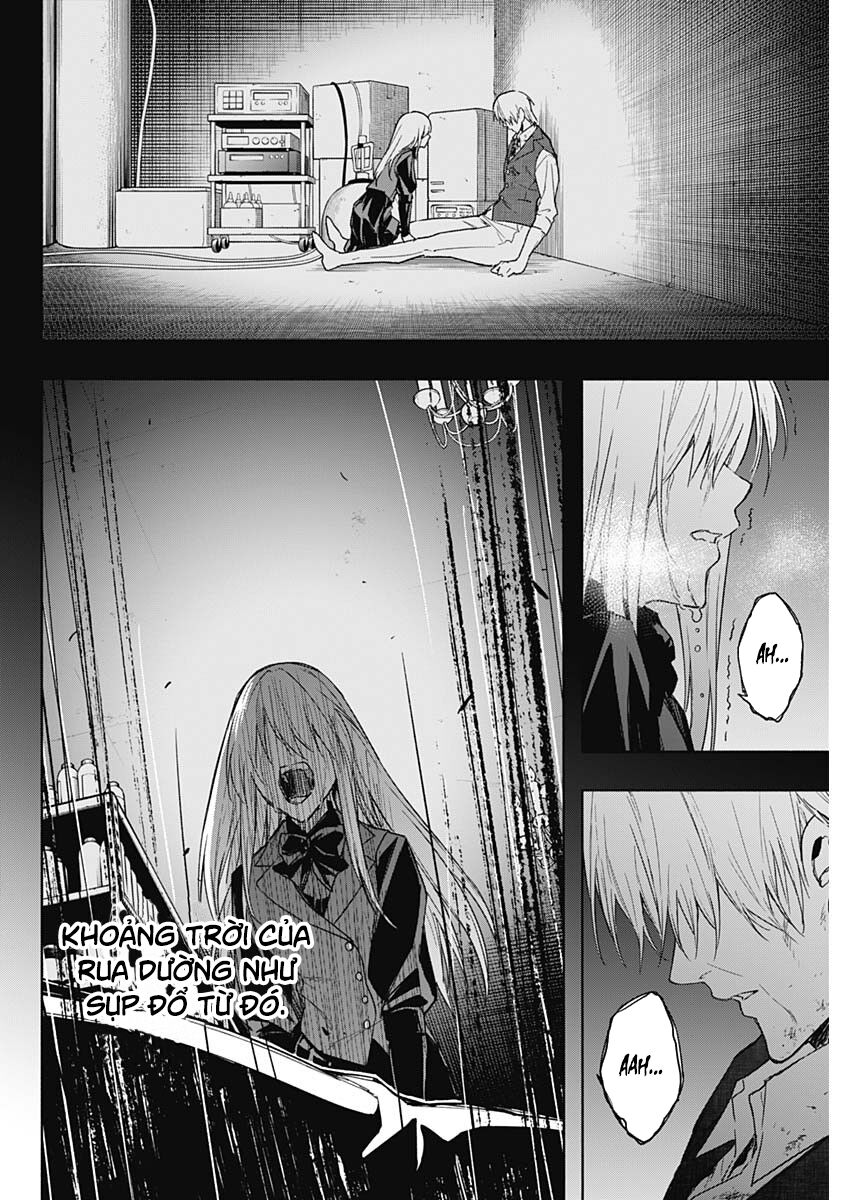 AH...
AAH...
KHOẢNG TRỜI CỦA
RUA DƯỜNG NHƯ
SỤP ĐỔ TỪ ĐÓ.